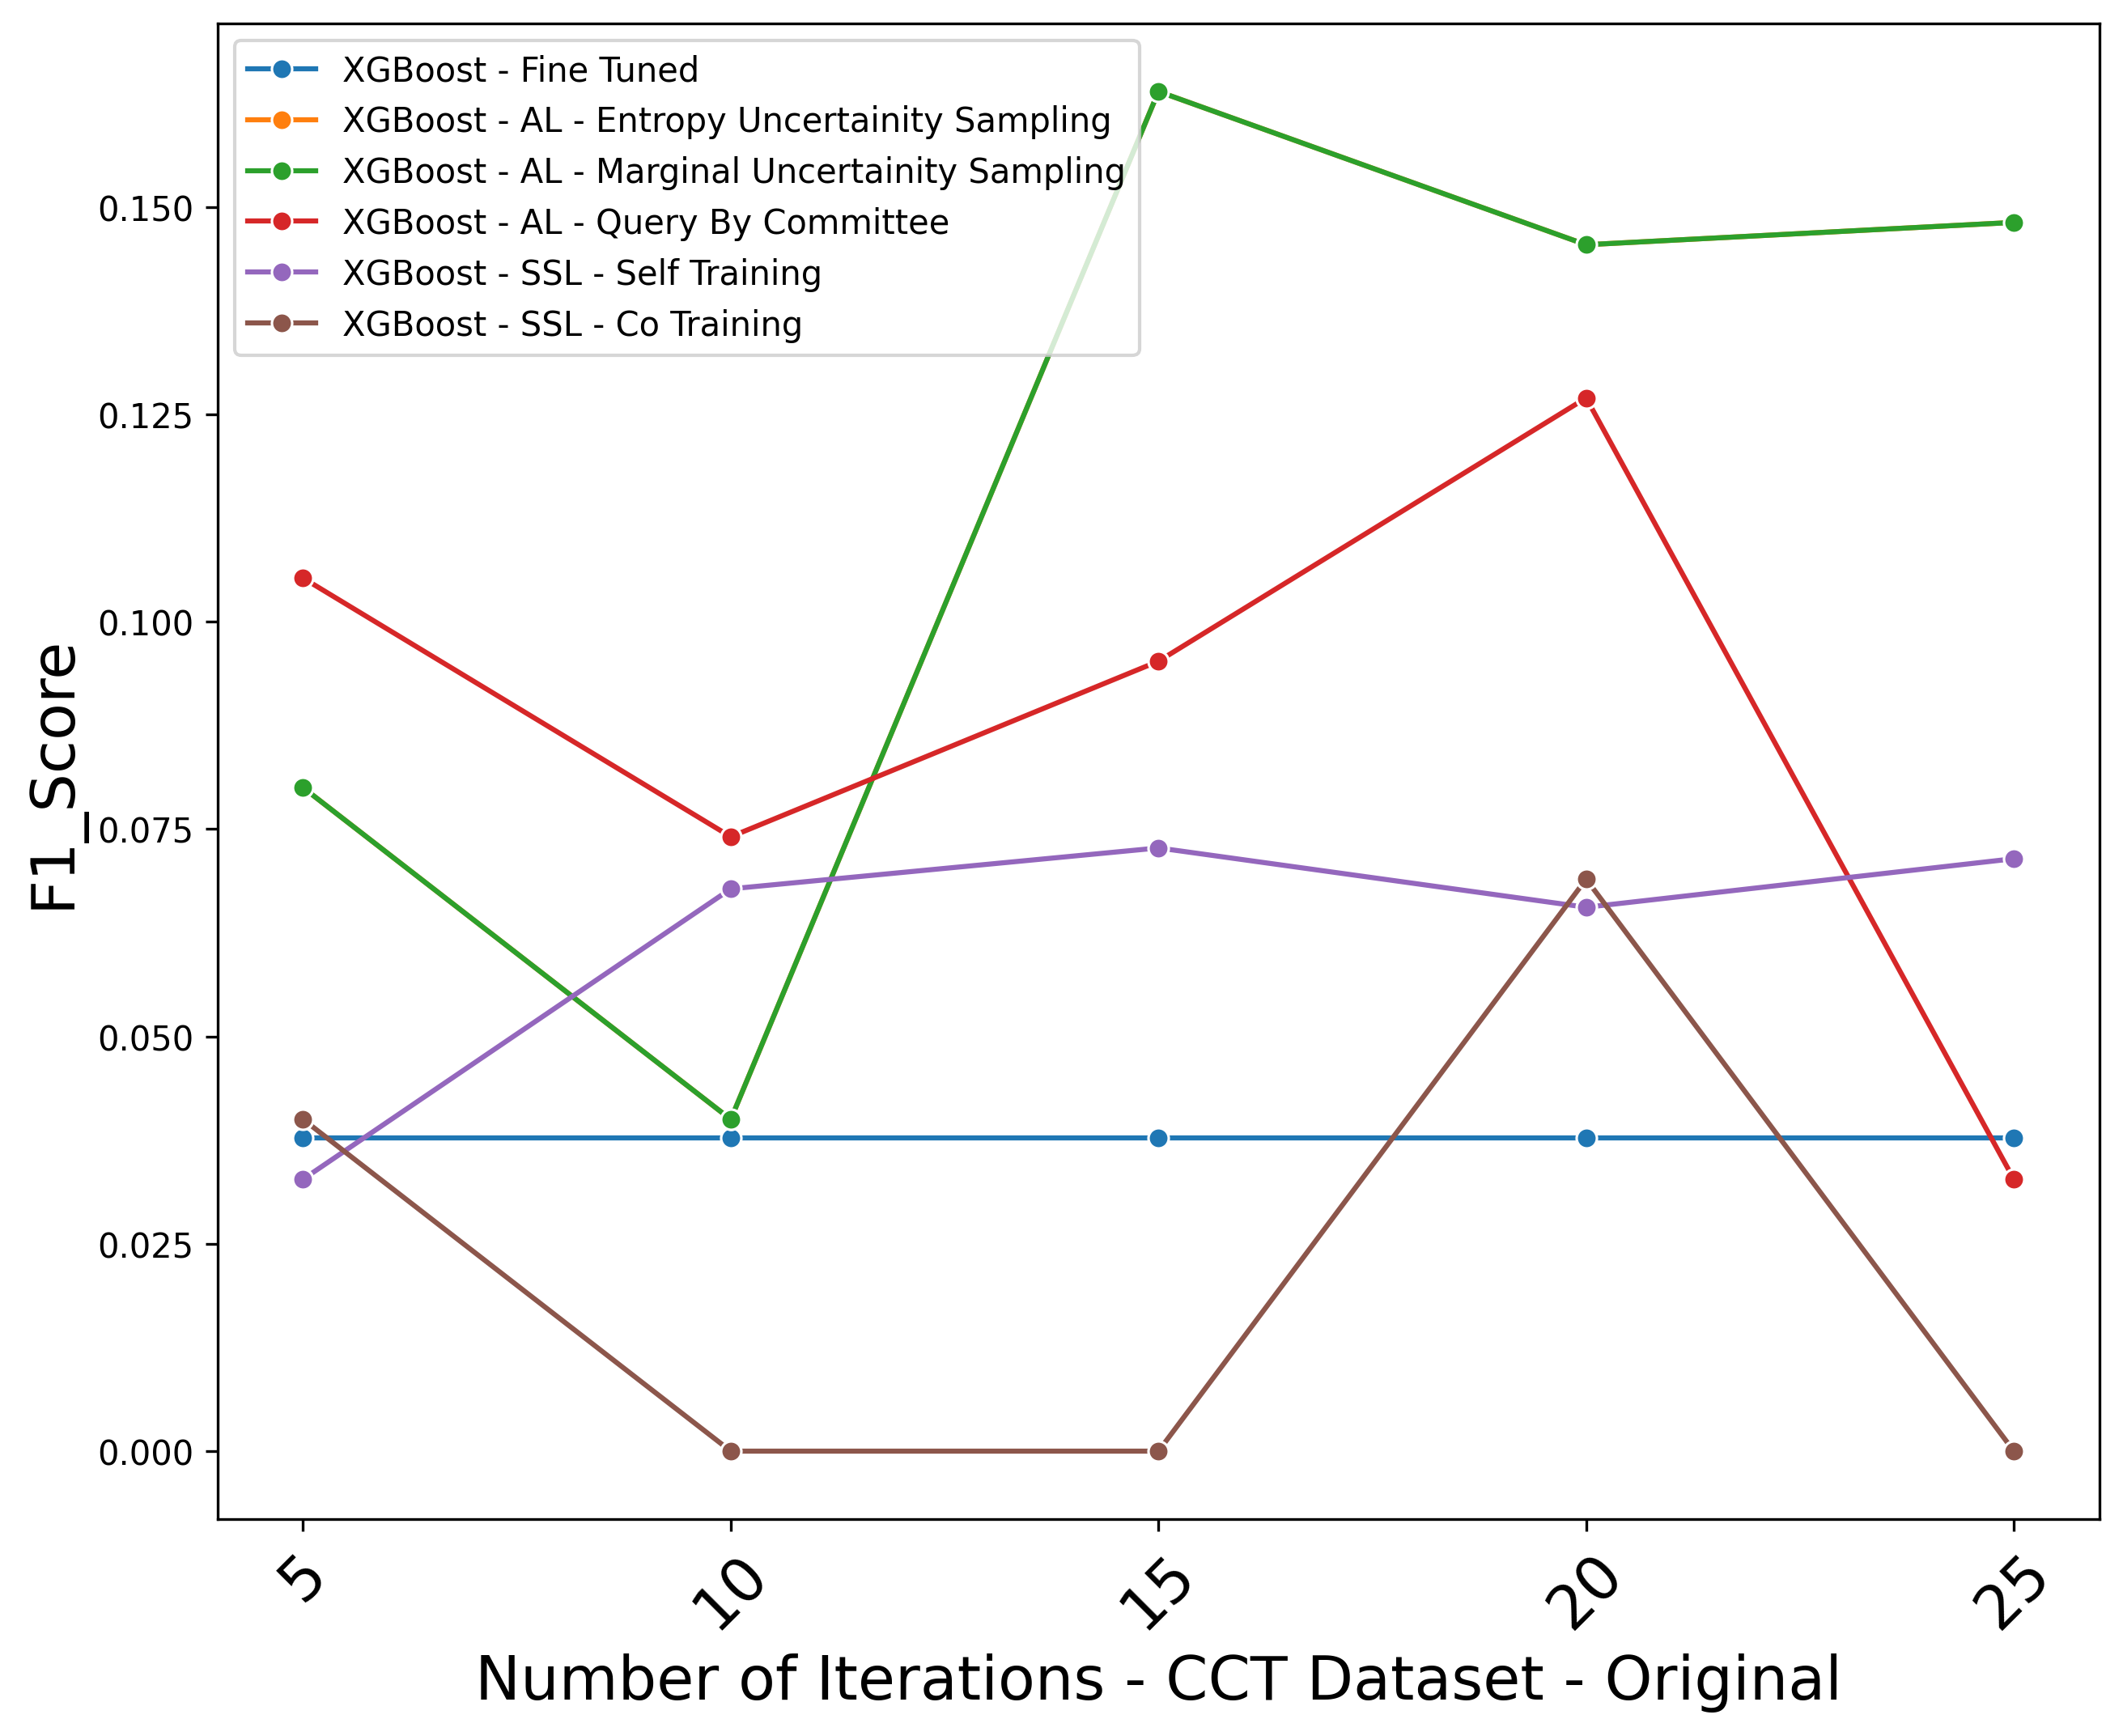 XGBoost - Fine Tuned
XGBoost - AL - Entropy Uncertainity Sampling
XGBoost - AL - Marginal Uncertainity Sampling
XGBoost - AL - Query By Committee
XGBoost - SSL - Self Training
XGBoost - SSL - Co Training
F1_Score
0.150
0.125
0.100
0.075
0.050
0.025
0.000
5 10 15 20 25
Number of Iterations - CCT Dataset - Original